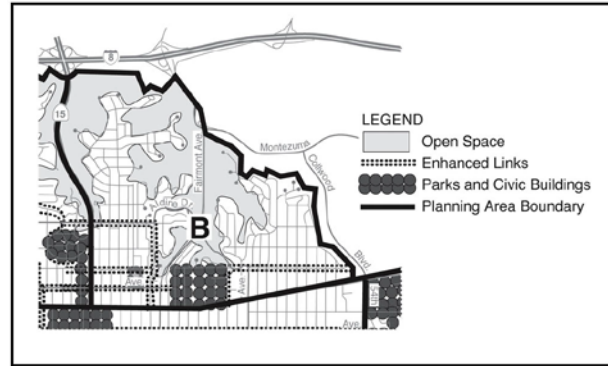 8
15
LEGEND
Open Space
Enhanced Links
Parks and Civic Buildings
Planning Area Boundary
Montezuma
Collwood
Blvd
Fairmont Ave
Aldine Dr
B
Ave
Ave
54th
Ave